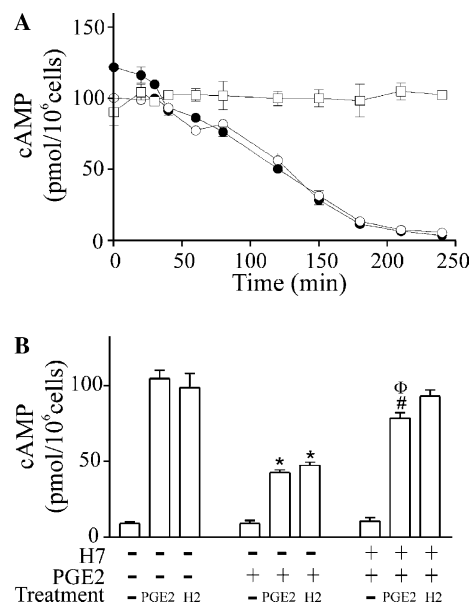 A
cAMP
(pmol/10⁶cells)
150
100
50
0
0 50 100 150 200 250
Time (min)
B
cAMP
(pmol/10⁶cells)
100
50
0
* *
Φ
#
H7 - - - - - - + + +
PGE2 - - - + + + + + +
Treatment - PGE2 H2 - PGE2 H2 - PGE2 H2